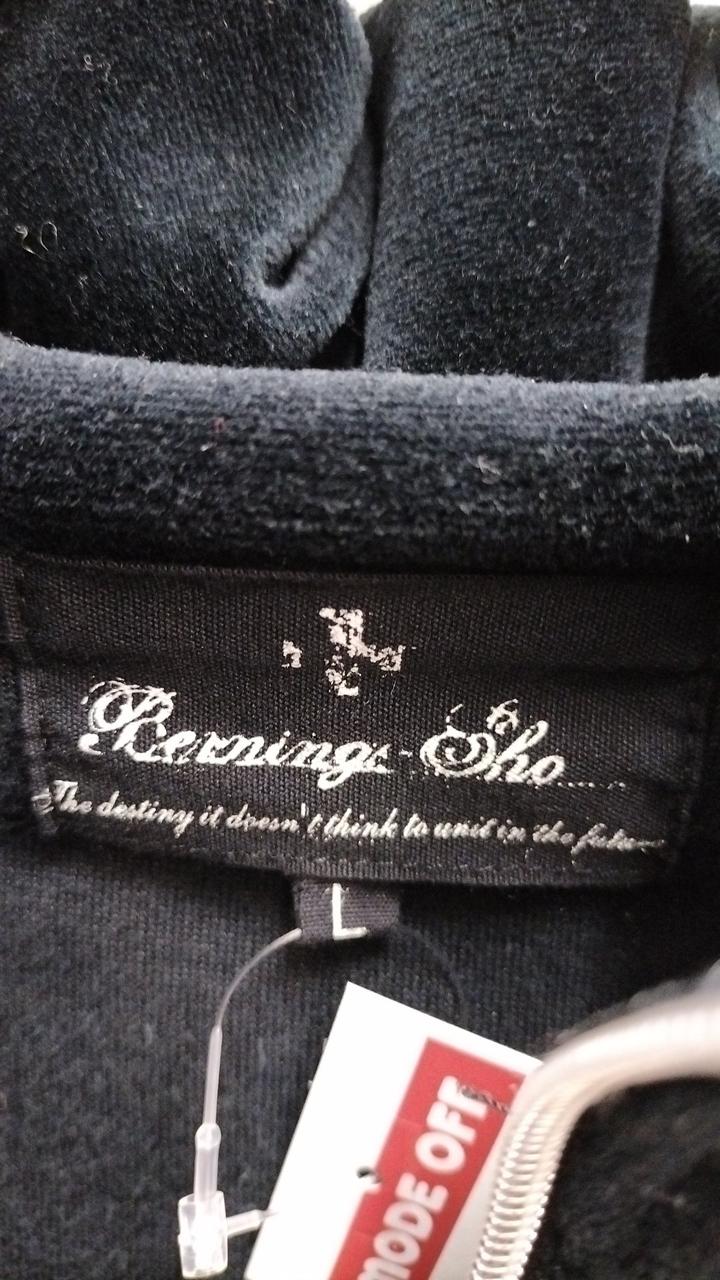 Berning-Sho
The destiny it doesn't think to unit in the future
L
MODE OFF